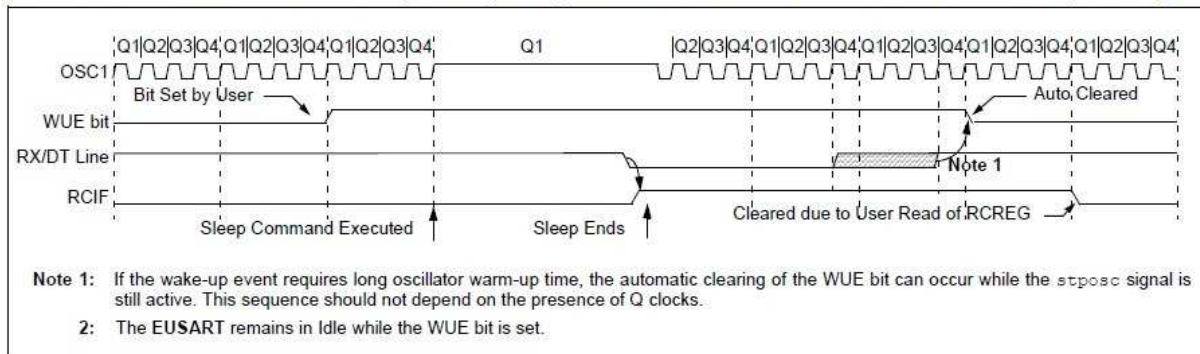 Q1 Q2 Q3 Q4 Q1 Q2 Q3 Q4 Q1 Q2 Q3 Q4 Q1 Q2 Q3 Q4 Q1 Q2 Q3 Q4 Q1 Q2 Q3 Q4 Q1 Q2 Q3 Q4 Q1 Q2 Q3 Q4
OSC1
Bit Set by User
Auto Cleared
WUE bit
RX/DT Line
Note 1
RCIF
Cleared due to User Read of RCREG
Sleep Command Executed
Sleep Ends
Note 1: If the wake-up event requires long oscillator warm-up time, the automatic clearing of the WUE bit can occur while the stposc signal is
still active. This sequence should not depend on the presence of Q clocks.
2: The EUSART remains in Idle while the WUE bit is set.